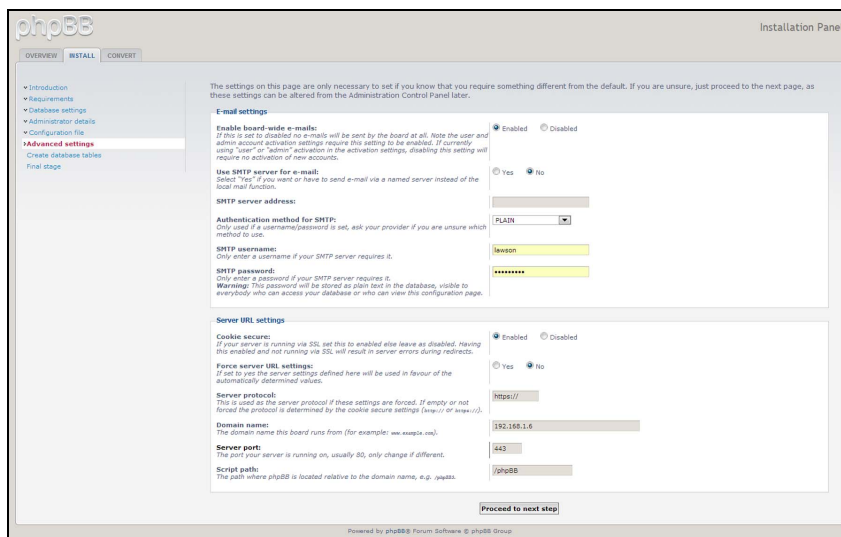 phpBB
Installation Pane
OVERVIEW INSTALL CONVERT
Introduction
Requirements
Database settings
Administrator details
Configuration file
Advanced settings
Create database tables
Final stage
The settings on this page are only necessary to set if you know that you require something different from the default. If you are unsure, just proceed to the next page, as
these settings can be altered from the Administration Control Panel later.
E-mail settings
Enable board-wide e-mails:
If this is set to disabled no e-mails will be sent by the board at all. Note the user and
admin account activation settings require this setting to be enabled. If currently
using "user" or "admin" activation in the activation settings, disabling this setting will
require no activation of new accounts.
Enabled Disabled
Use SMTP server for e-mail:
Select "Yes" if you want or have to send e-mail via a named server instead of the
local mail function.
Yes No
SMTP server address:
Authentication method for SMTP:
Only used if a username/password is set, ask your provider if you are unsure which
method to use.
PLAIN
SMTP username:
Only enter a username if your SMTP server requires it.
lawson
SMTP password:
Only enter a password if your SMTP server requires it.
Warning: This password will be stored as plain text in the database, visible to
everybody who can access your database or who can view this configuration page.
•••••••••
Server URL settings
Cookie secure:
If your server is running via SSL set this to enabled else leave as disabled. Having
this enabled and not running via SSL will result in server errors during redirects.
Enabled Disabled
Force server URL settings:
If set to yes the server settings defined here will be used in favour of the
automatically determined values.
Yes No
Server protocol:
This is used as the server protocol if these settings are forced. If empty or not
forced the protocol is determined by the cookie secure settings (http:// or https://).
https://
Domain name:
The domain name this board runs from (for example: www.example.com).
192.168.1.6
Server port:
The port your server is running on, usually 80, only change if different.
443
Script path:
The path where phpBB is located relative to the domain name, e.g. /phpBB3.
/phpBB
Proceed to next step
Powered by phpBB® Forum Software © phpBB Group